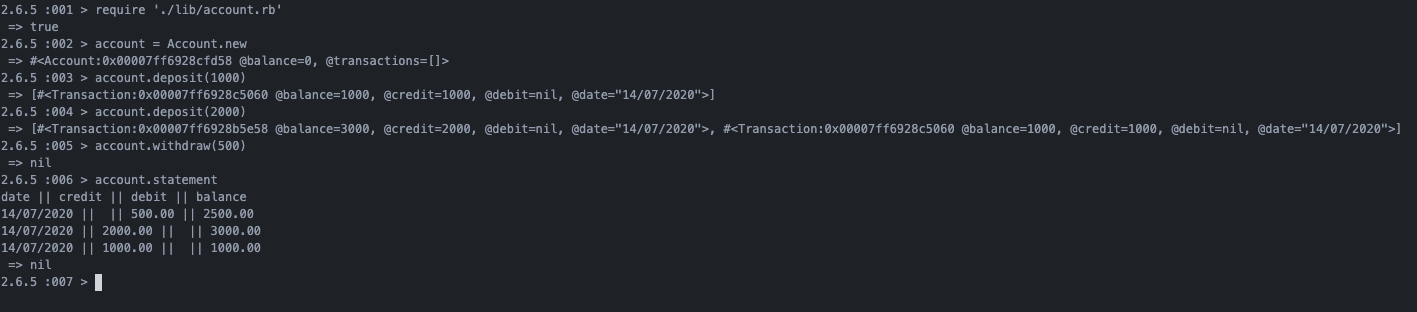 2.6.5 :001 > require './lib/account.rb'
 => true
2.6.5 :002 > account = Account.new
 => #<Account:0x00007ff6928cfd58 @balance=0, @transactions=[]>
2.6.5 :003 > account.deposit(1000)
 => [#<Transaction:0x00007ff6928c5060 @balance=1000, @credit=1000, @debit=nil, @date="14/07/2020">]
2.6.5 :004 > account.deposit(2000)
 => [#<Transaction:0x00007ff6928b5e58 @balance=3000, @credit=2000, @debit=nil, @date="14/07/2020">, #<Transaction:0x00007ff6928c5060 @balance=1000, @credit=1000, @debit=nil, @date="14/07/2020">]
2.6.5 :005 > account.withdraw(500)
 => nil
2.6.5 :006 > account.statement
date || credit || debit || balance
14/07/2020 ||  || 500.00 || 2500.00
14/07/2020 || 2000.00 ||  || 3000.00
14/07/2020 || 1000.00 ||  || 1000.00
 => nil
2.6.5 :007 >